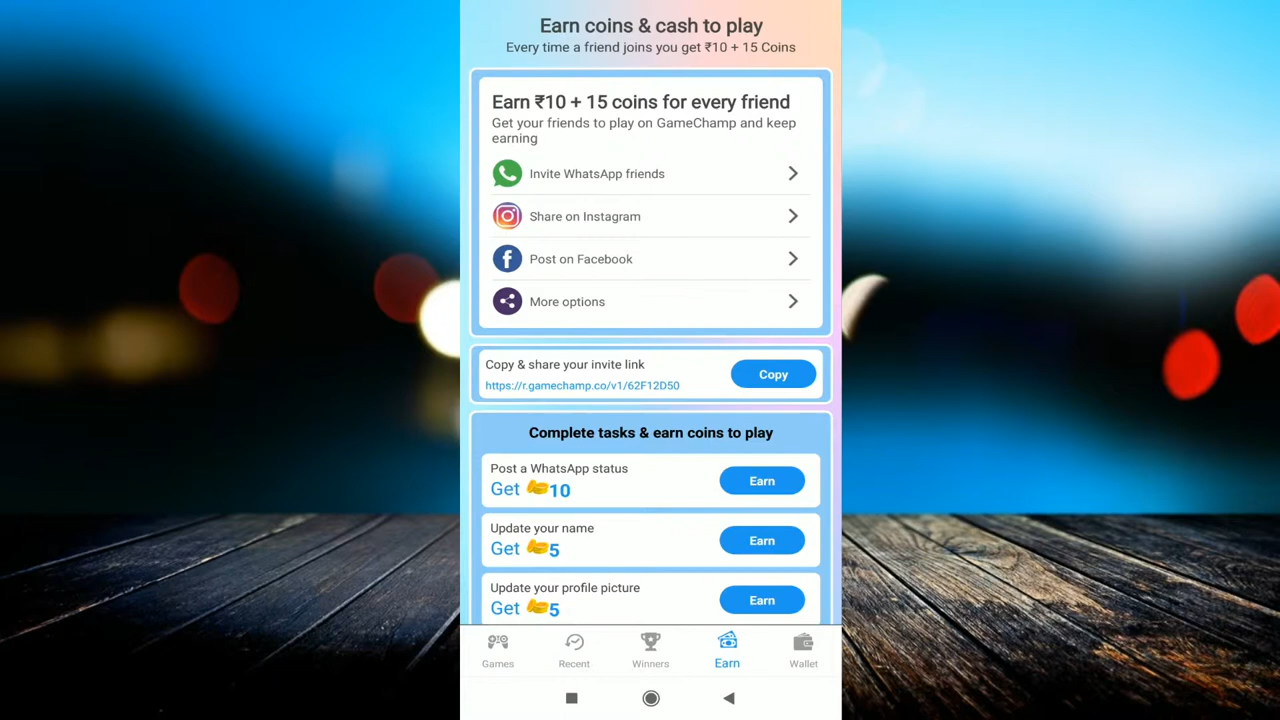 Earn coins & cash to play
Every time a friend joins you get ₹10 + 15 Coins
Earn ₹10 + 15 coins for every friend
Get your friends to play on GameChamp and keep
earning
Invite WhatsApp friends
Share on Instagram
Post on Facebook
More options
Copy & share your invite link
https://r.gamechamp.co/v1/62F12D50
Copy
Complete tasks & earn coins to play
Post a WhatsApp status
Get 10
Earn
Update your name
Get 5
Earn
Update your profile picture
Get 5
Earn
Games
Recent
Winners
Earn
Wallet